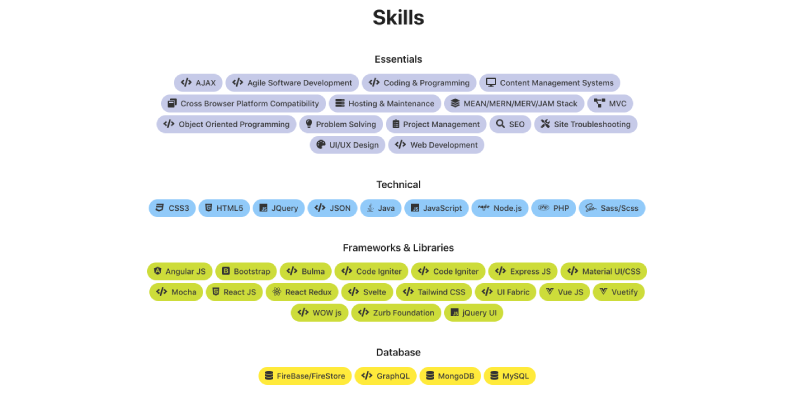 Skills
Essentials
AJAX Agile Software Development Coding & Programming Content Management Systems
Cross Browser Platform Compatibility Hosting & Maintenance MEAN/MERN/MERV/JAM Stack MVC
Object Oriented Programming Problem Solving Project Management SEO Site Troubleshooting
UI/UX Design Web Development
Technical
CSS3 HTML5 JQuery JSON Java JavaScript Node.js PHP Sass/Scss
Frameworks & Libraries
Angular JS Bootstrap Bulma Code Igniter Code Igniter Express JS Material UI/CSS
Mocha React JS React Redux Svelte Tailwind CSS UI Fabric Vue JS Vuetify
WOW js Zurb Foundation jQuery UI
Database
FireBase/FireStore GraphQL MongoDB MySQL